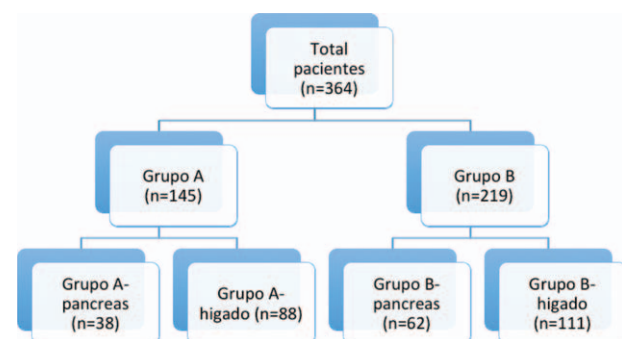 Total
pacientes
(n=364)
Grupo A
(n=145)
Grupo B
(n=219)
Grupo A-
pancreas
(n=38)
Grupo A-
higado (n=88)
Grupo B-
pancreas
(n=62)
Grupo B-
higado
(n=111)